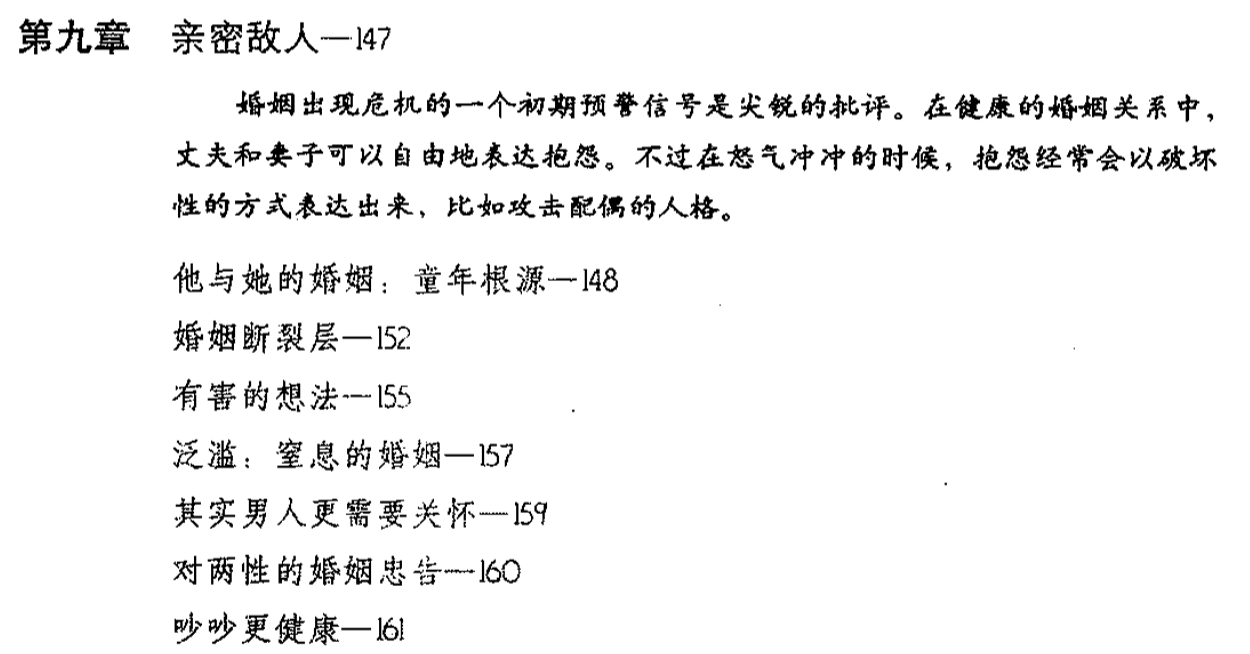 第九章 亲密敌人—147
婚姻出现危机的一个初期预警信号是尖锐的批评。在健康的婚姻关系中，
丈夫和妻子可以自由地表达抱怨。不过在怒气冲冲的时候，抱怨经常会以破坏
性的方式表达出来，比如攻击配偶的人格。
他与她的婚姻：童年根源—148
婚姻断裂层—152
有害的想法—155
泛滥：窒息的婚姻—157
其实男人更需要关怀—159
对两性的婚姻忠告—160
吵吵更健康—161